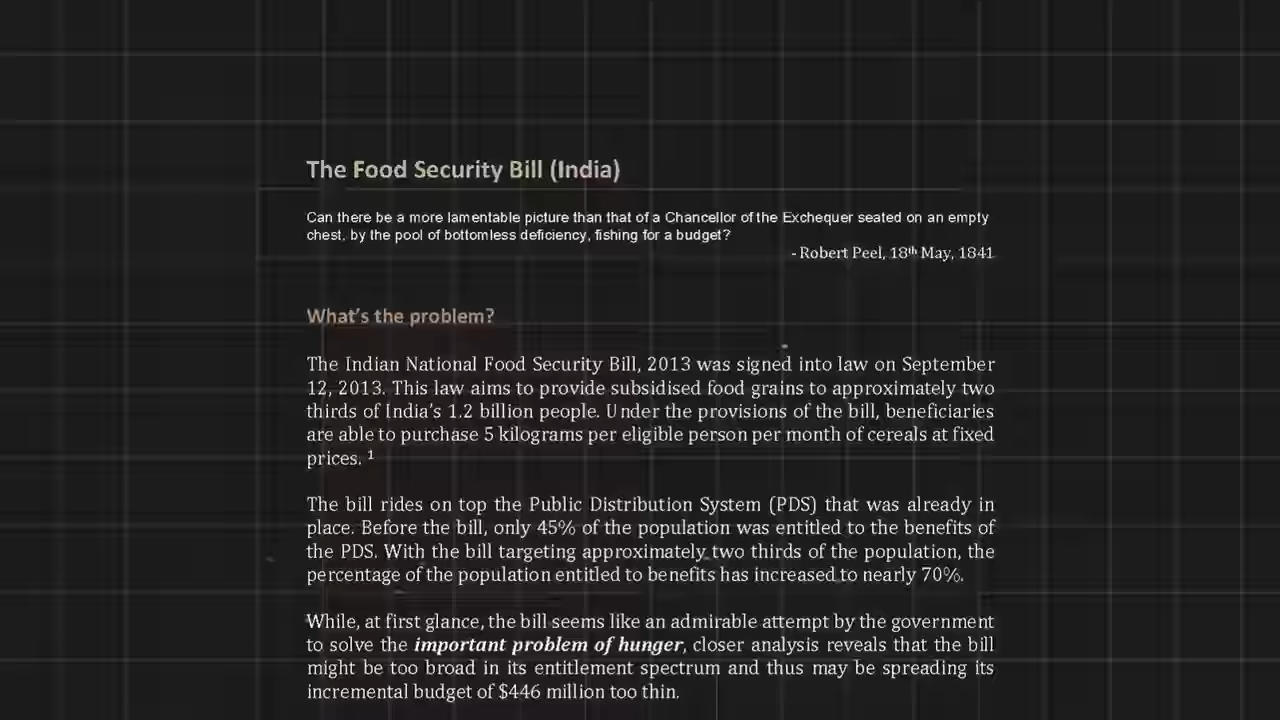 The Food Security Bill (India)
Can there be a more lamentable picture than that of a Chancellor of the Exchequer seated on an empty
chest, by the pool of bottomless deficiency, fishing for a budget?
- Robert Peel, 18th May, 1841
What's the problem?
The Indian National Food Security Bill, 2013 was signed into law on September
12, 2013. This law aims to provide subsidised food grains to approximately two
thirds of India's 1.2 billion people. Under the provisions of the bill, beneficiaries
are able to purchase 5 kilograms per eligible person per month of cereals at fixed
prices. 1
The bill rides on top the Public Distribution System (PDS) that was already in
place. Before the bill, only 45% of the population was entitled to the benefits of
the PDS. With the bill targeting approximately two thirds of the population, the
percentage of the population entitled to benefits has increased to nearly 70%.
While, at first glance, the bill seems like an admirable attempt by the government
to solve the important problem of hunger, closer analysis reveals that the bill
might be too broad in its entitlement spectrum and thus may be spreading its
incremental budget of $446 million too thin.